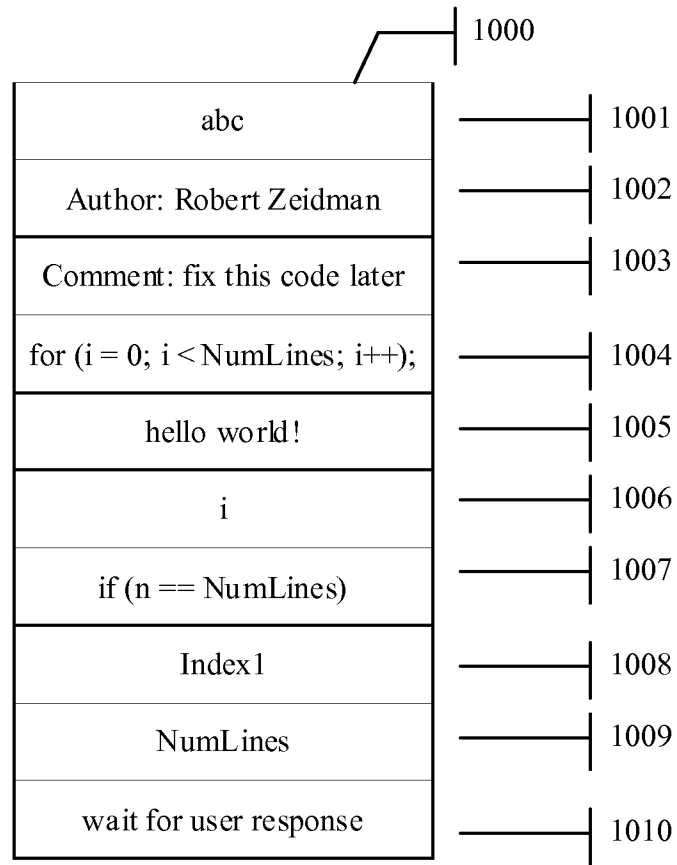 1000
abc 1001
Author: Robert Zeidman 1002
Comment: fix this code later 1003
for (i = 0; i < NumLines; i++); 1004
hello world! 1005
i 1006
if (n == NumLines) 1007
Index1 1008
NumLines 1009
wait for user response 1010